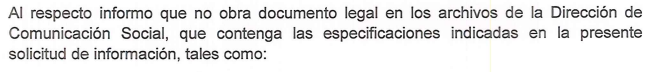 Al respecto informo que no obra documento legal en los archivos de la Dirección de
Comunicación Social, que contenga las especificaciones indicadas en la presente
solicitud de información, tales como: